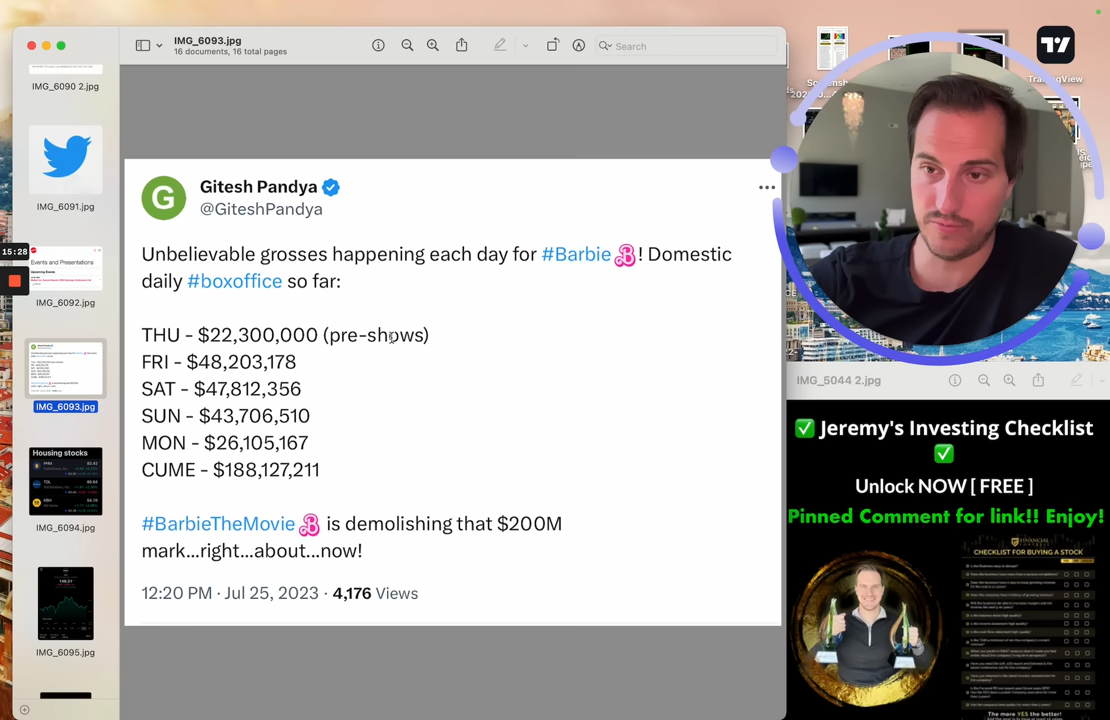 IMG_6093.jpg
16 documents, 16 total pages
Search
IMG_6090 2.jpg
IMG_6091.jpg
15:28
Events and Presentations
IMG_6092.jpg
IMG_6093.jpg
Housing stocks
IMG_6094.jpg
IMG_6095.jpg
G
Gitesh Pandya
@GiteshPandya
Unbelievable grosses happening each day for #Barbie B! Domestic
daily #boxoffice so far:
THU - $22,300,000 (pre-shows)
FRI - $48,203,178
SAT - $47,812,356
SUN - $43,706,510
MON - $26,105,167
CUME - $188,127,211
#BarbieTheMovie B is demolishing that $200M
mark...right...about...now!
12:20 PM · Jul 25, 2023 · 4,176 Views
TradingView
IMG_5044 2.jpg
✅ Jeremy's Investing Checklist
✅
Unlock NOW [ FREE ]
Pinned Comment for link!! Enjoy!
FINANCIAL
CHECKLIST FOR BUYING A STOCK
The more YES the better!